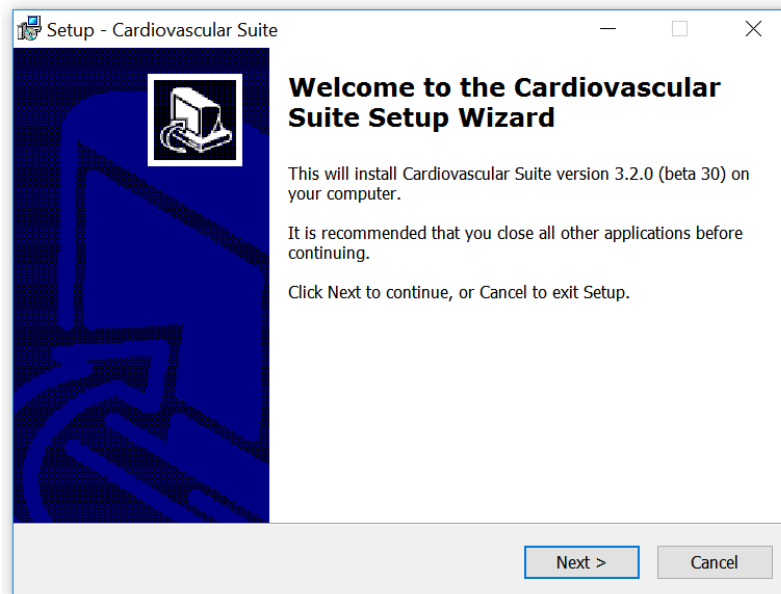 Setup - Cardiovascular Suite
Welcome to the Cardiovascular
Suite Setup Wizard
This will install Cardiovascular Suite version 3.2.0 (beta 30) on
your computer.
It is recommended that you close all other applications before
continuing.
Click Next to continue, or Cancel to exit Setup.
Next >
Cancel